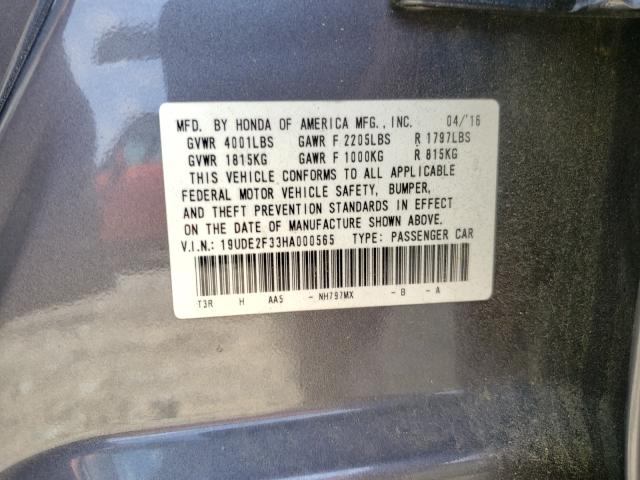 MFD. BY HONDA OF AMERICA MFG., INC. 04/'16
GVWR 4001LBS GAWR F 2205LBS R 1797LBS
GVWR 1815KG GAWR F 1000KG R 815KG
THIS VEHICLE CONFORMS TO ALL APPLICABLE
FEDERAL MOTOR VEHICLE SAFETY, BUMPER,
AND THEFT PREVENTION STANDARDS IN EFFECT
ON THE DATE OF MANUFACTURE SHOWN ABOVE.
V.I.N.: 19UDE2F33HA000565 TYPE: PASSENGER CAR
T3R H AA5 - NH797MX - B - A